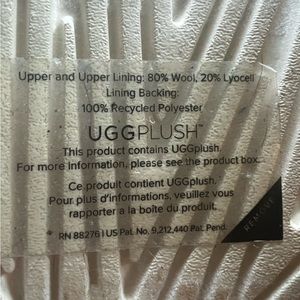 Upper and Upper Lining: 80% Wool, 20% Lyocell
Lining Backing:
100% Recycled Polyester
UGGPLUSH™
This product contains UGGplush.
For more information, please see the product box.
Ce produit contient UGGplush.
Pour plus d'informations, veuillez vous
rapporter a la boîte du produit.
RN 88276 | US Pat. No. 9,212,440 Pat. Pend.
REMOVE